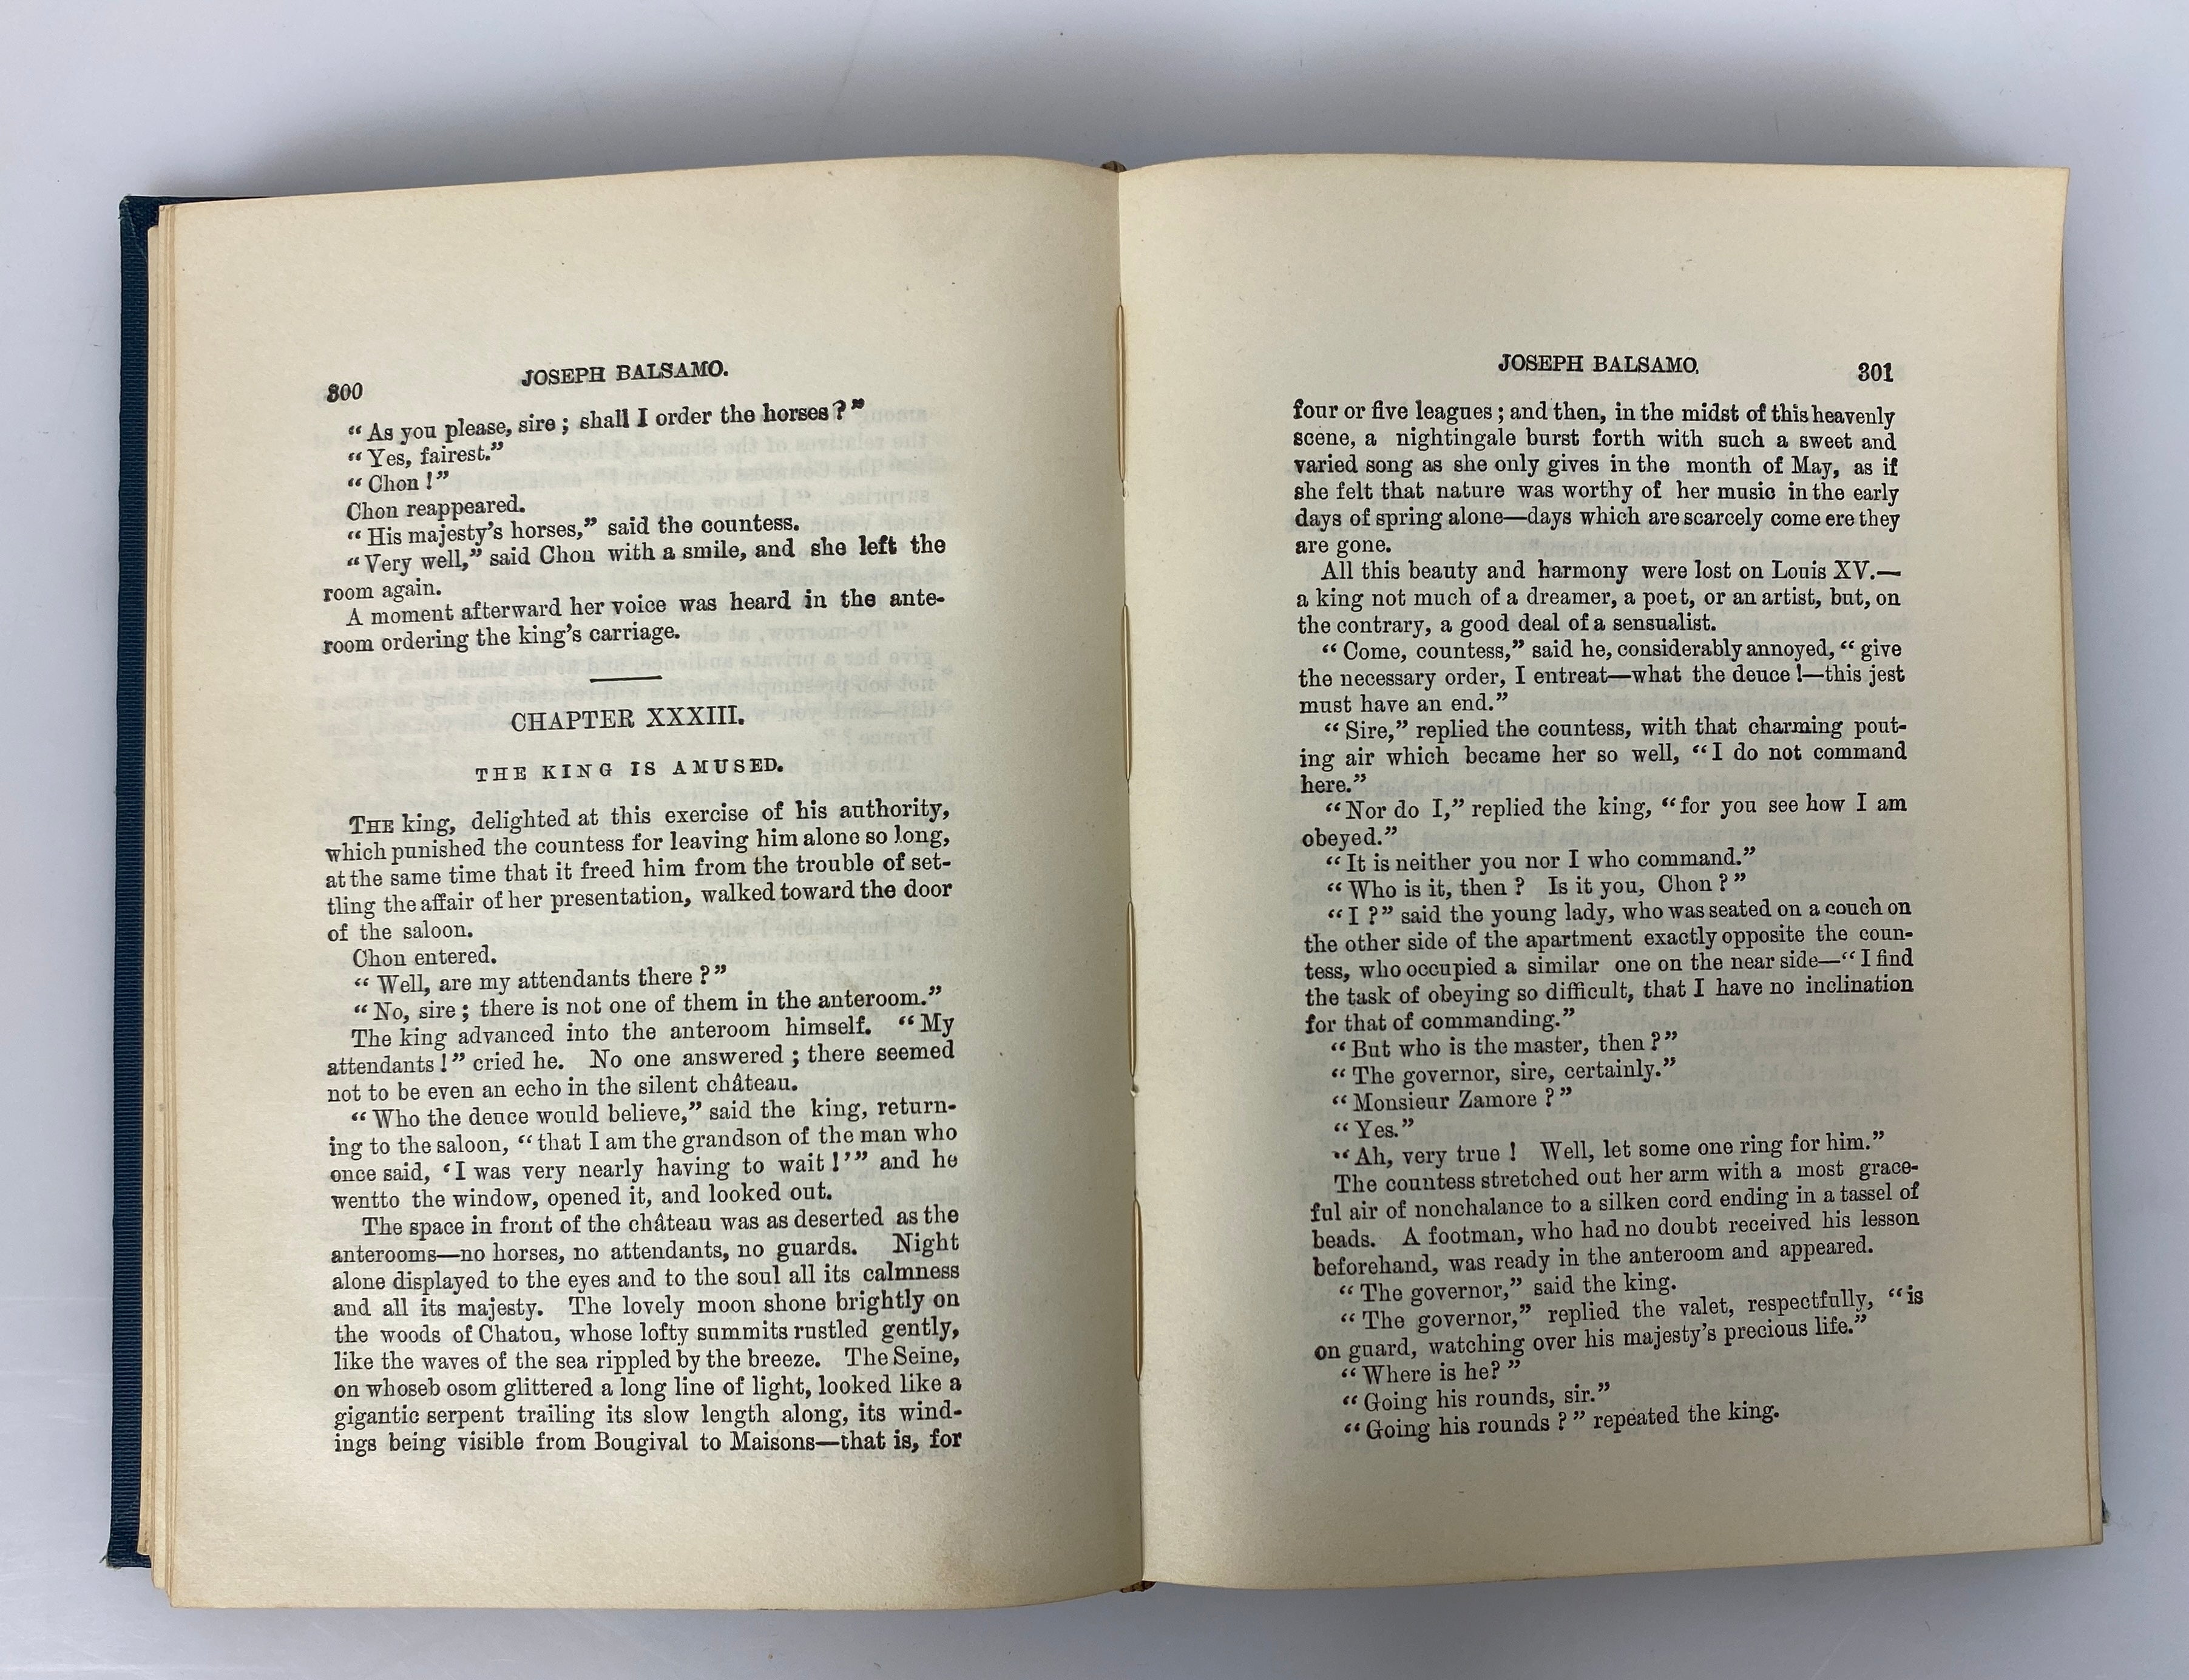 300
JOSEPH BALSAMO.
“As you please, sire ; shall I order the horses ?”
“Yes, fairest.”
“Chon !”
Chon reappeared.
“His majesty’s horses,” said the countess.
“Very well,” said Chon with a smile, and she left the
room again.
A moment afterward her voice was heard in the ante-
room ordering the king’s carriage.
CHAPTER XXXIII.
THE KING IS AMUSED.
THE king, delighted at this exercise of his authority,
which punished the countess for leaving him alone so long,
at the same time that it freed him from the trouble of set-
tling the affair of her presentation, walked toward the door
of the saloon.
Chon entered.
“Well, are my attendants there ?”
“No, sire ; there is not one of them in the anteroom.”
The king advanced into the anteroom himself. “My
attendants !” cried he. No one answered ; there seemed
not to be even an echo in the silent château.
“Who the deuce would believe,” said the king, return-
ing to the saloon, “that I am the grandson of the man who
once said, ‘I was very nearly having to wait !’” and he
wentto the window, opened it, and looked out.
The space in front of the château was as deserted as the
anterooms—no horses, no attendants, no guards. Night
alone displayed to the eyes and to the soul all its calmness
and all its majesty. The lovely moon shone brightly on
the woods of Chatou, whose lofty summits rustled gently,
like the waves of the sea rippled by the breeze. The Seine,
on whoseb osom glittered a long line of light, looked like a
gigantic serpent trailing its slow length along, its wind-
ings being visible from Bougival to Maisons—that is, for
JOSEPH BALSAMO.
301
four or five leagues ; and then, in the midst of this heavenly
scene, a nightingale burst forth with such a sweet and
varied song as she only gives in the month of May, as if
she felt that nature was worthy of her music in the early
days of spring alone—days which are scarcely come ere they
are gone.
All this beauty and harmony were lost on Louis XV.—
a king not much of a dreamer, a poet, or an artist, but, on
the contrary, a good deal of a sensualist.
“Come, countess,” said he, considerably annoyed, “give
the necessary order, I entreat—what the deuce !—this jest
must have an end.”
“Sire,” replied the countess, with that charming pout-
ing air which became her so well, “I do not command
here.”
“Nor do I,” replied the king, “for you see how I am
obeyed.”
“It is neither you nor I who command.”
“Who is it, then ? Is it you, Chon ?”
“I ?” said the young lady, who was seated on a couch on
the other side of the apartment exactly opposite the coun-
tess, who occupied a similar one on the near side—“I find
the task of obeying so difficult, that I have no inclination
for that of commanding.”
“But who is the master, then ?”
“The governor, sire, certainly.”
“Monsieur Zamore ?”
“Yes.”
“Ah, very true ! Well, let some one ring for him.”
The countess stretched out her arm with a most grace-
ful air of nonchalance to a silken cord ending in a tassel of
beads. A footman, who had no doubt received his lesson
beforehand, was ready in the anteroom and appeared.
“The governor,” said the king.
“The governor,” replied the valet, respectfully, “is
on guard, watching over his majesty’s precious life.”
“Where is he? ”
“Going his rounds, sir.”
“Going his rounds ?” repeated the king.